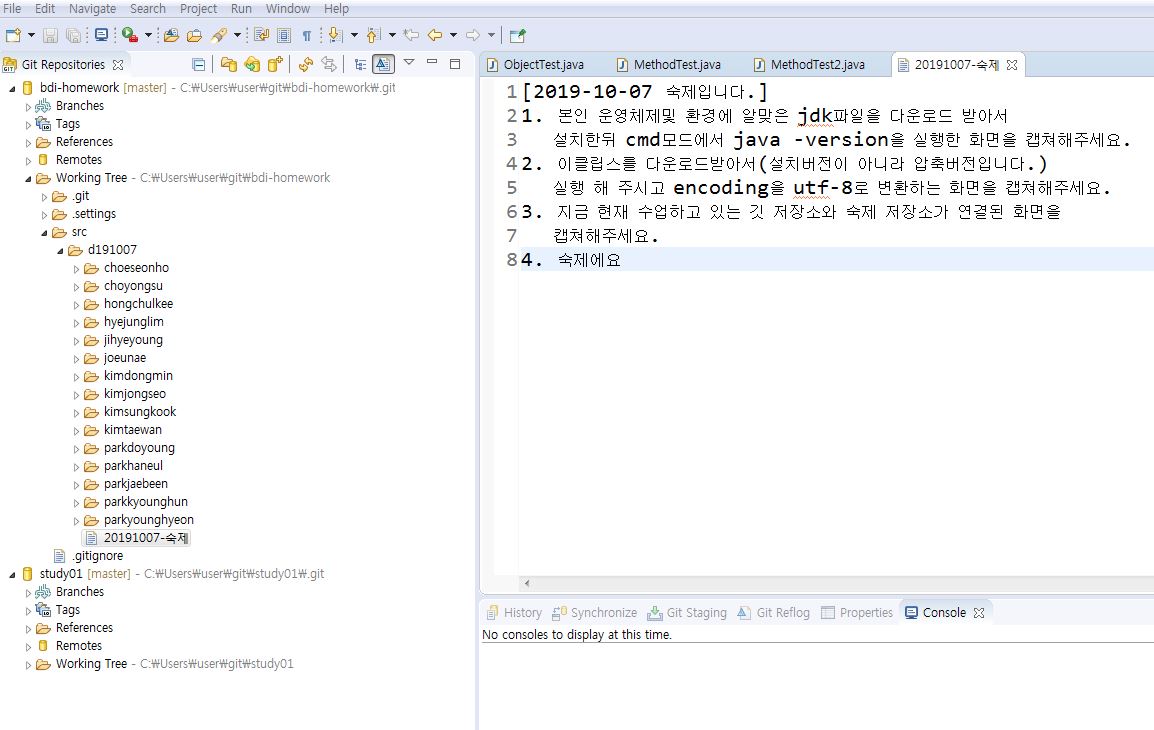 File Edit Navigate Search Project Run Window Help
Git Repositories
bdi-homework [master] - C:₩Users₩user₩git₩bdi-homework₩.git
Branches
Tags
References
Remotes
Working Tree - C:₩Users₩user₩git₩bdi-homework
.git
.settings
src
d191007
choeseonho
choyongsu
hongchulkee
hyejunglim
jihyeyoung
joeunae
kimdongmin
kimjongseo
kimsungkook
kimtaewan
parkdoyoung
parkhaneul
parkjaebeen
parkkyounghun
parkyounghyeon
20191007-숙제
.gitignore
study01 [master] - C:₩Users₩user₩git₩study01₩.git
Branches
Tags
References
Remotes
Working Tree - C:₩Users₩user₩git₩study01
ObjectTest.java MethodTest.java MethodTest2.java 20191007-숙제
1 [2019-10-07 숙제입니다.]
2 1. 본인 운영체제및 환경에 알맞은 jdk파일을 다운로드 받아서
3 설치한뒤 cmd모드에서 java -version을 실행한 화면을 캡쳐해주세요.
4 2. 이클립스를 다운로드받아서(설치버전이 아니라 압축버전입니다.)
5 실행 해 주시고 encoding을 utf-8로 변환하는 화면을 캡쳐해주세요.
6 3. 지금 현재 수업하고 있는 깃 저장소와 숙제 저장소가 연결된 화면을
7 캡쳐해주세요.
8 4. 숙제에요
History Synchronize Git Staging Git Reflog Properties Console
No consoles to display at this time.